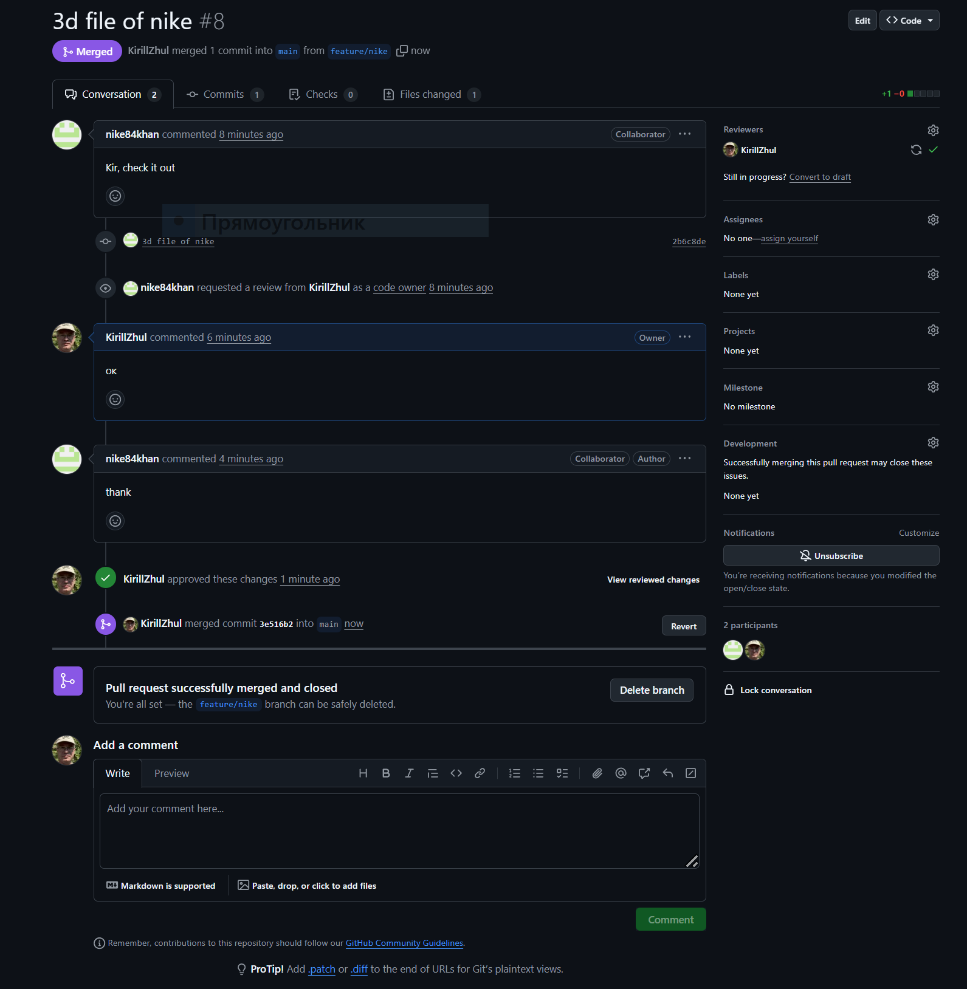 3d file of nike #8
Edit
Code
Merged
KirillZhul merged 1 commit into main from feature/nike now
Conversation 2
Commits 1
Checks 0
Files changed 1
+1 −0
nike84khan commented 8 minutes ago
Collaborator
Kir, check it out
Прямоугольник
3d file of nike
2b6c8de
nike84khan requested a review from KirillZhul as a code owner 8 minutes ago
KirillZhul commented 6 minutes ago
Owner
ок
nike84khan commented 4 minutes ago
Collaborator
Author
thank
KirillZhul approved these changes 1 minute ago
View reviewed changes
KirillZhul merged commit 3e516b2 into main now
Revert
Pull request successfully merged and closed
You're all set — the feature/nike branch can be safely deleted.
Delete branch
Add a comment
Write
Preview
Add your comment here...
Markdown is supported
Paste, drop, or click to add files
Comment
Remember, contributions to this repository should follow our GitHub Community Guidelines.
ProTip! Add .patch or .diff to the end of URLs for Git's plaintext views.
Reviewers
KirillZhul
Still in progress? Convert to draft
Assignees
No one—assign yourself
Labels
None yet
Projects
None yet
Milestone
No milestone
Development
Successfully merging this pull request may close these
issues.
None yet
Notifications
Customize
Unsubscribe
You're receiving notifications because you modified the
open/close state.
2 participants
Lock conversation